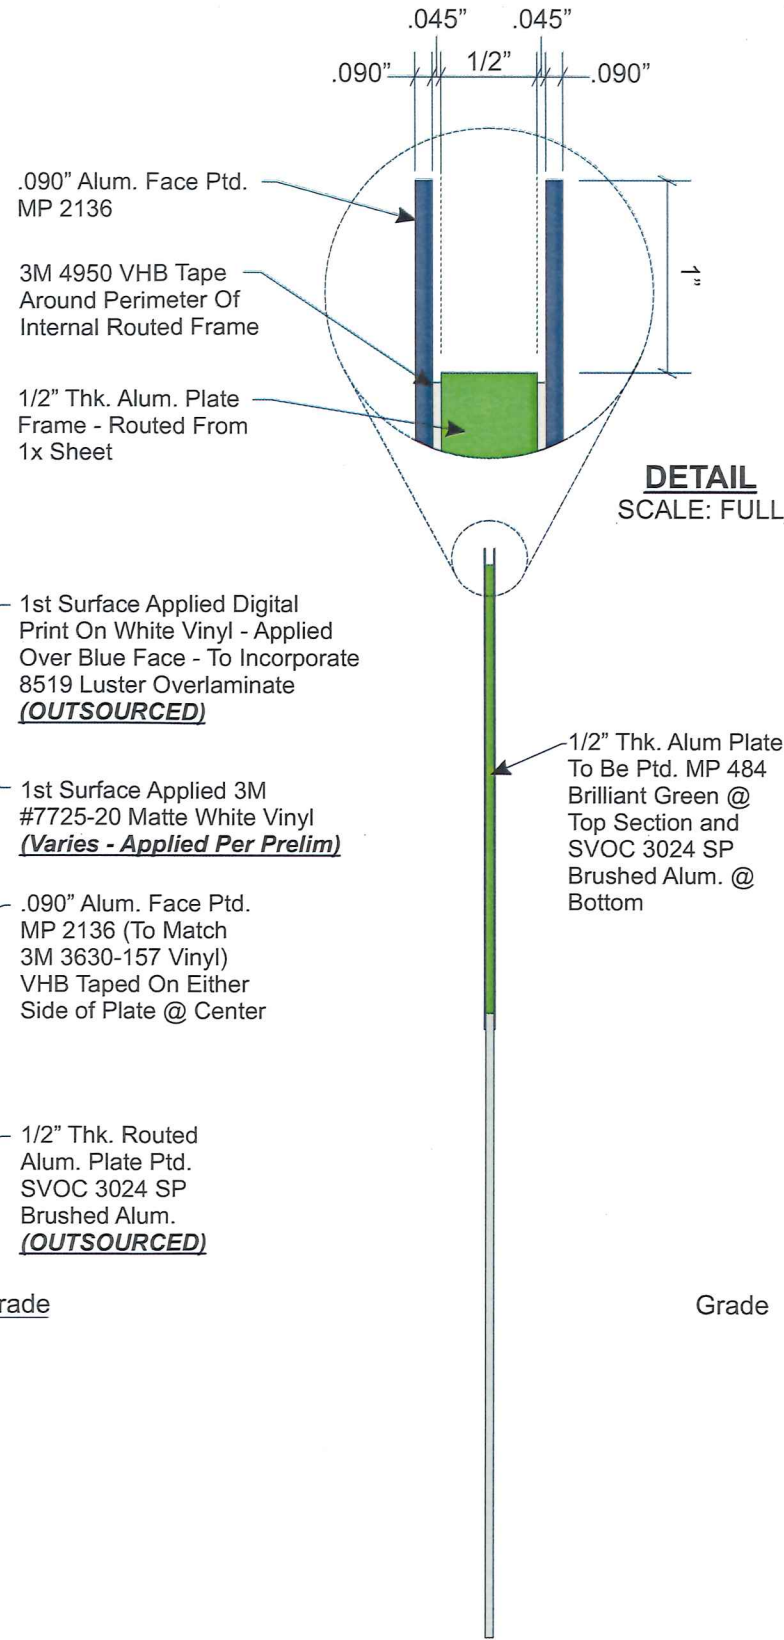 .045” .045”
.090” 1/2” .090”
.090” Alum. Face Ptd.
MP 2136
3M 4950 VHB Tape
Around Perimeter Of
Internal Routed Frame
1/2” Thk. Alum. Plate
Frame - Routed From
1x Sheet
1”
DETAIL
SCALE: FULL
1st Surface Applied Digital
Print On White Vinyl - Applied
Over Blue Face - To Incorporate
8519 Luster Overlaminate
(OUTSOURCED)
1st Surface Applied 3M
#7725-20 Matte White Vinyl
(Varies - Applied Per Prelim)
.090” Alum. Face Ptd.
MP 2136 (To Match
3M 3630-157 Vinyl)
VHB Taped On Either
Side of Plate @ Center
1/2” Thk. Routed
Alum. Plate Ptd.
SVOC 3024 SP
Brushed Alum.
(OUTSOURCED)
1/2” Thk. Alum Plate
To Be Ptd. MP 484
Brilliant Green @
Top Section and
SVOC 3024 SP
Brushed Alum. @
Bottom
rade
Grade